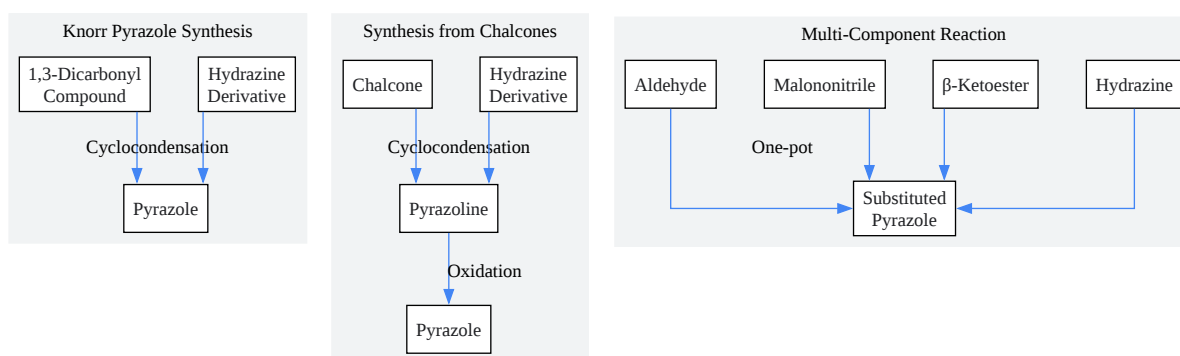 Knorr Pyrazole Synthesis
1,3-Dicarbonyl
Compound
Hydrazine
Derivative
Cyclocondensation
Pyrazole
Synthesis from Chalcones
Chalcone
Hydrazine
Derivative
Cyclocondensation
Pyrazoline
Oxidation
Pyrazole
Multi-Component Reaction
Aldehyde
Malononitrile
β-Ketoester
Hydrazine
One-pot
Substituted
Pyrazole